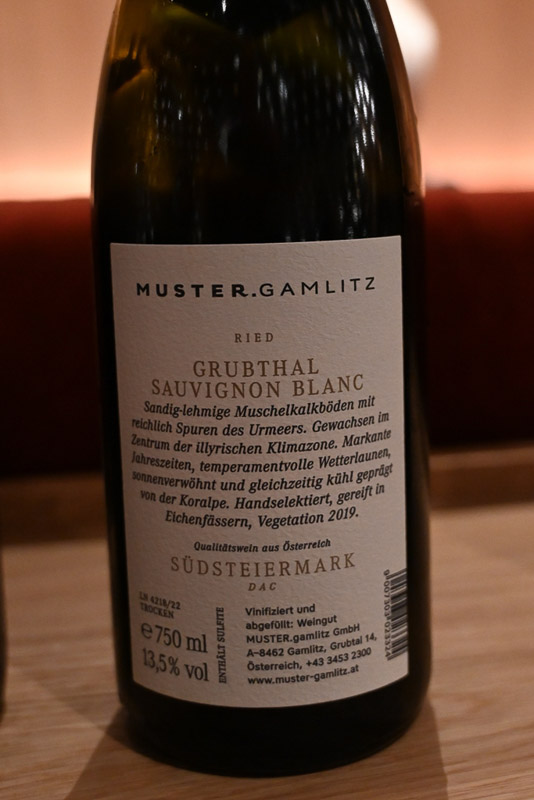 MUSTER.GAMLITZ
RIED
GRUBTHAL
SAUVIGNON BLANC
Sandig-lehmige Muschelkalkböden mit
reichlich Spuren des Urmeers. Gewachsen im
Zentrum der illyrischen Klimazone. Markante
Jahreszeiten, temperamentvolle Wetterlaunen,
sonnenverwöhnt und gleichzeitig kühl geprägt
von der Koralpe. Handselektiert, gereift in
Eichenfässern, Vegetation 2019.
Qualitätswein aus Österreich
SÜDSTEIERMARK
DAC
LN 4218/22
TROCKEN
e 750 ml
13,5% vol
ENTHÄLT SULFITE
Vinifiziert und
abgefüllt: Weingut
MUSTER.gamlitz GmbH
A-8462 Gamlitz, Grubtal 14,
Österreich, +43 3453 2300
www.muster-gamlitz.at